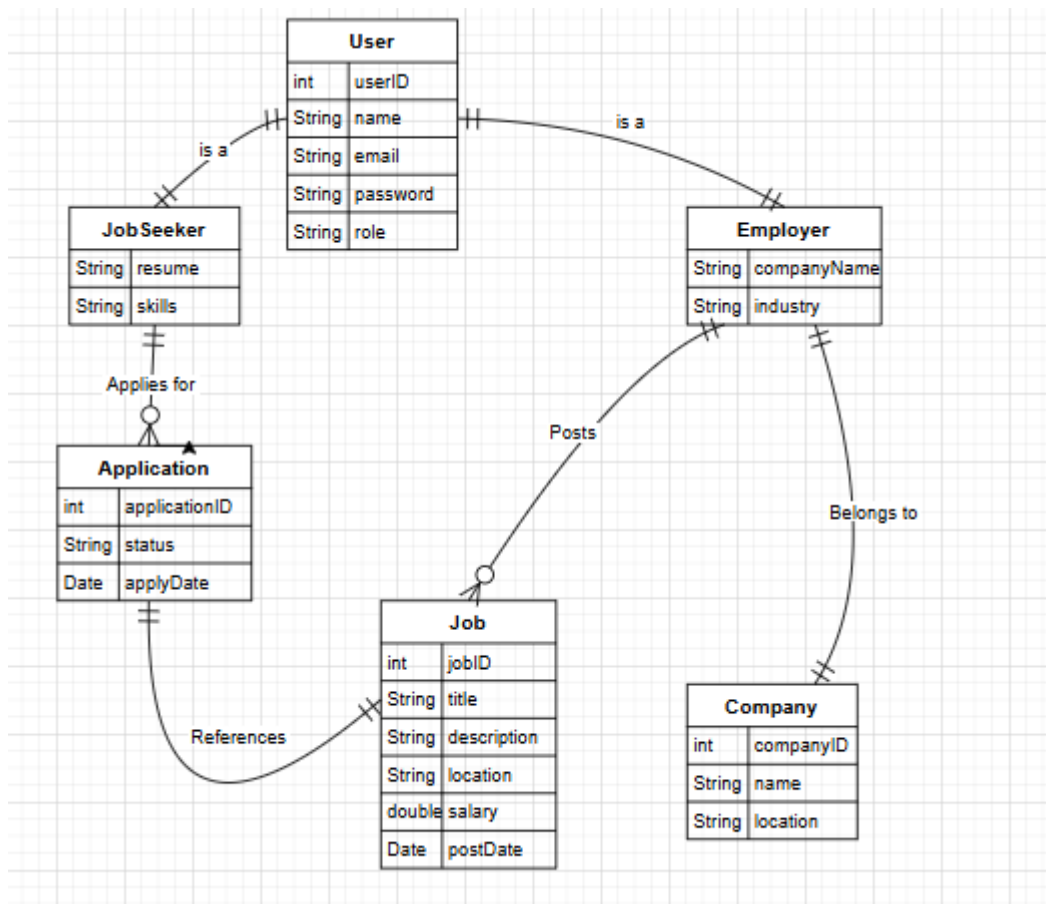 User
int userID
String name
String email
String password
String role
is a
is a
JobSeeker
String resume
String skills
Employer
String companyName
String industry
Applies for
Posts
Belongs to
Application
int applicationID
String status
Date applyDate
References
Job
int jobID
String title
String description
String location
double salary
Date postDate
Company
int companyID
String name
String location